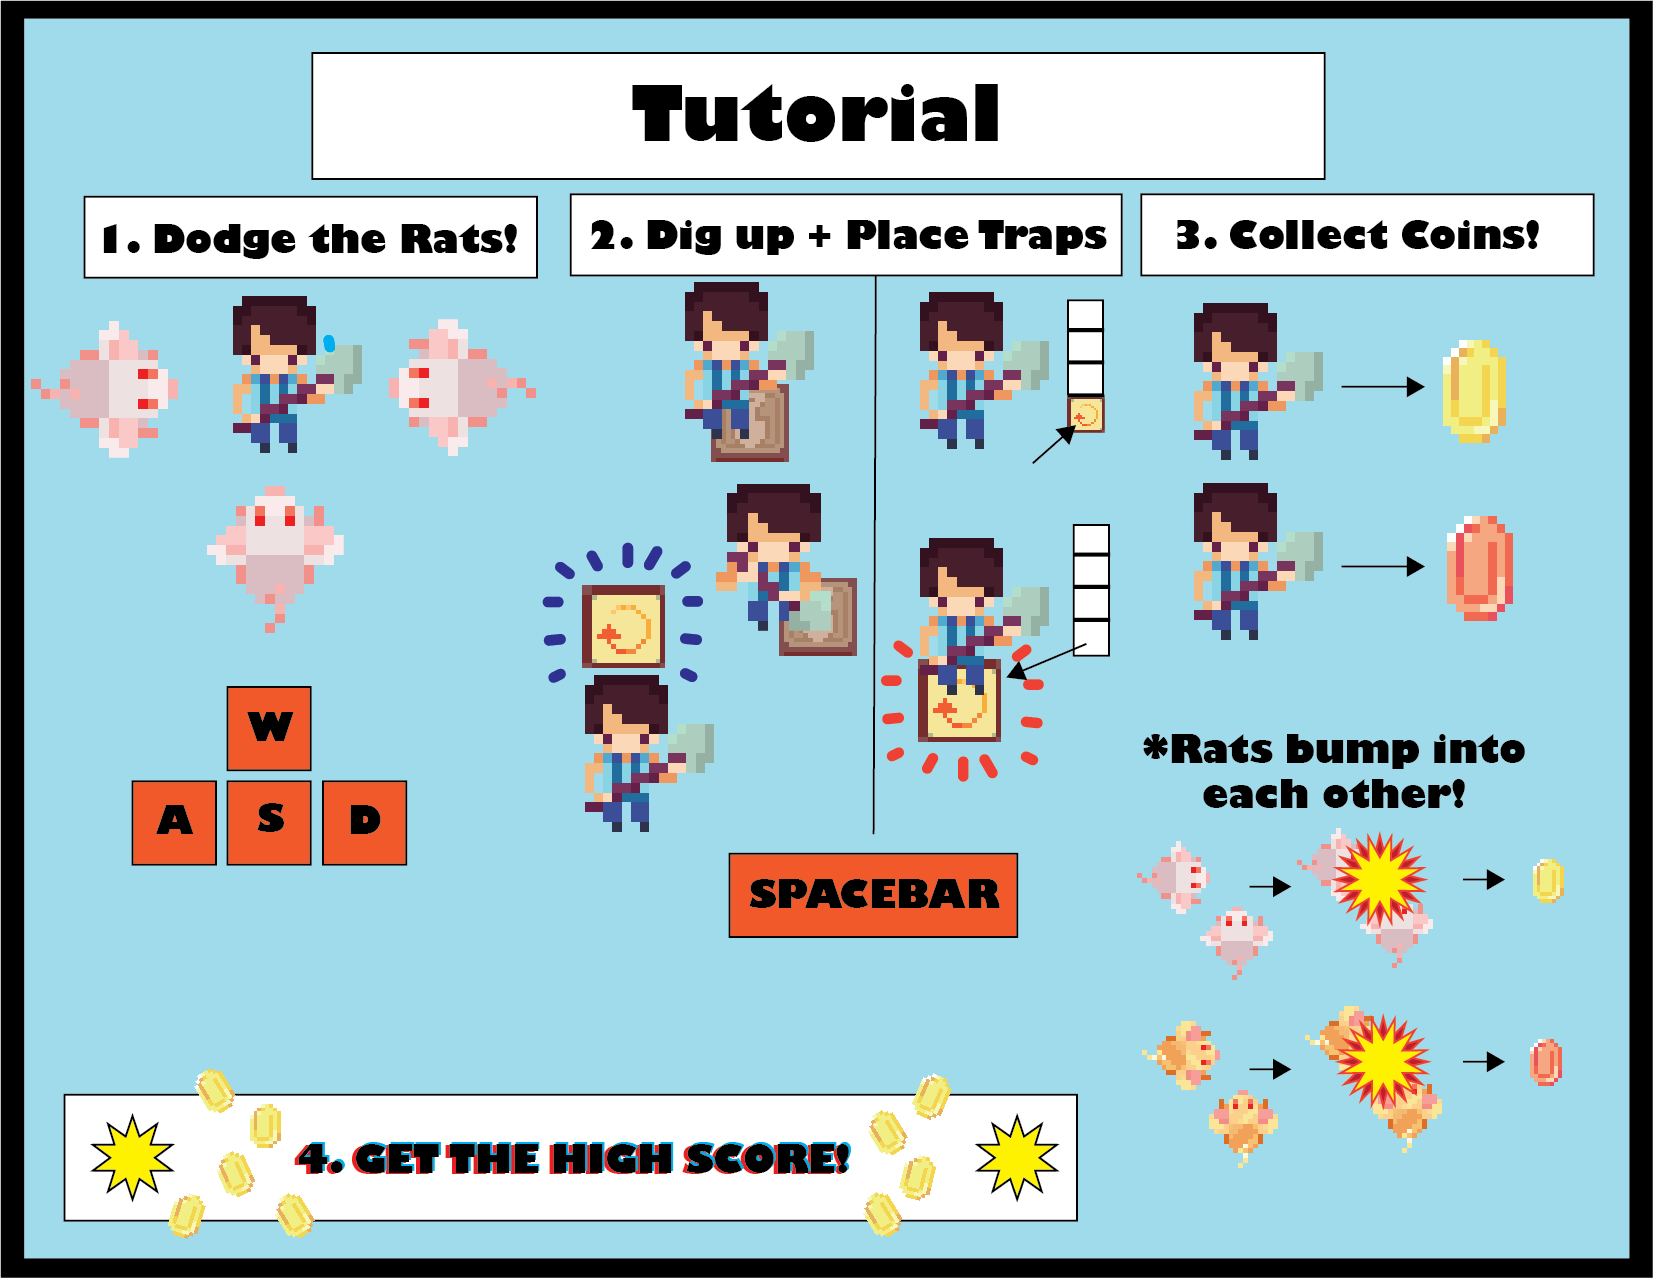 Tutorial
1. Dodge the Rats!
2. Dig up + Place Traps
3. Collect Coins!
W
A S D
SPACEBAR
*Rats bump into
each other!
4. GET THE HIGH SCORE!